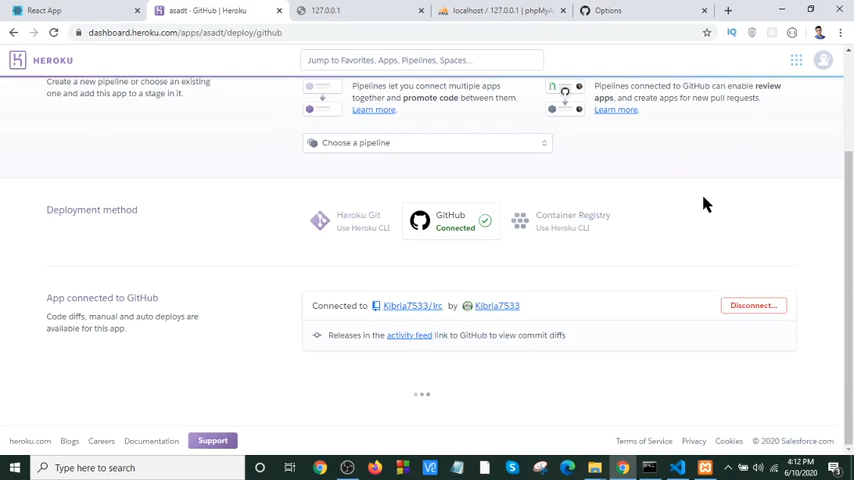 React App
asadt · GitHub | Heroku
127.0.0.1
localhost / 127.0.0.1 | phpMyA
Options
dashboard.heroku.com/apps/asadt/deploy/github
HEROKU
Jump to Favorites, Apps, Pipelines, Spaces...
Create a new pipeline or choose an existing
one and add this app to a stage in it.
Pipelines let you connect multiple apps
together and promote code between them.
Learn more.
Pipelines connected to GitHub can enable review
apps, and create apps for new pull requests.
Learn more.
Choose a pipeline
Deployment method
Heroku Git
Use Heroku CLI
GitHub
Connected
Container Registry
Use Heroku CLI
App connected to GitHub
Code diffs, manual and auto deploys are
available for this app.
Connected to Kibria7533/lrc by Kibria7533
Disconnect...
Releases in the activity feed link to GitHub to view commit diffs
heroku.com Blogs Careers Documentation Support
Terms of Service Privacy Cookies © 2020 Salesforce.com
Type here to search
4:12 PM
6/10/2020